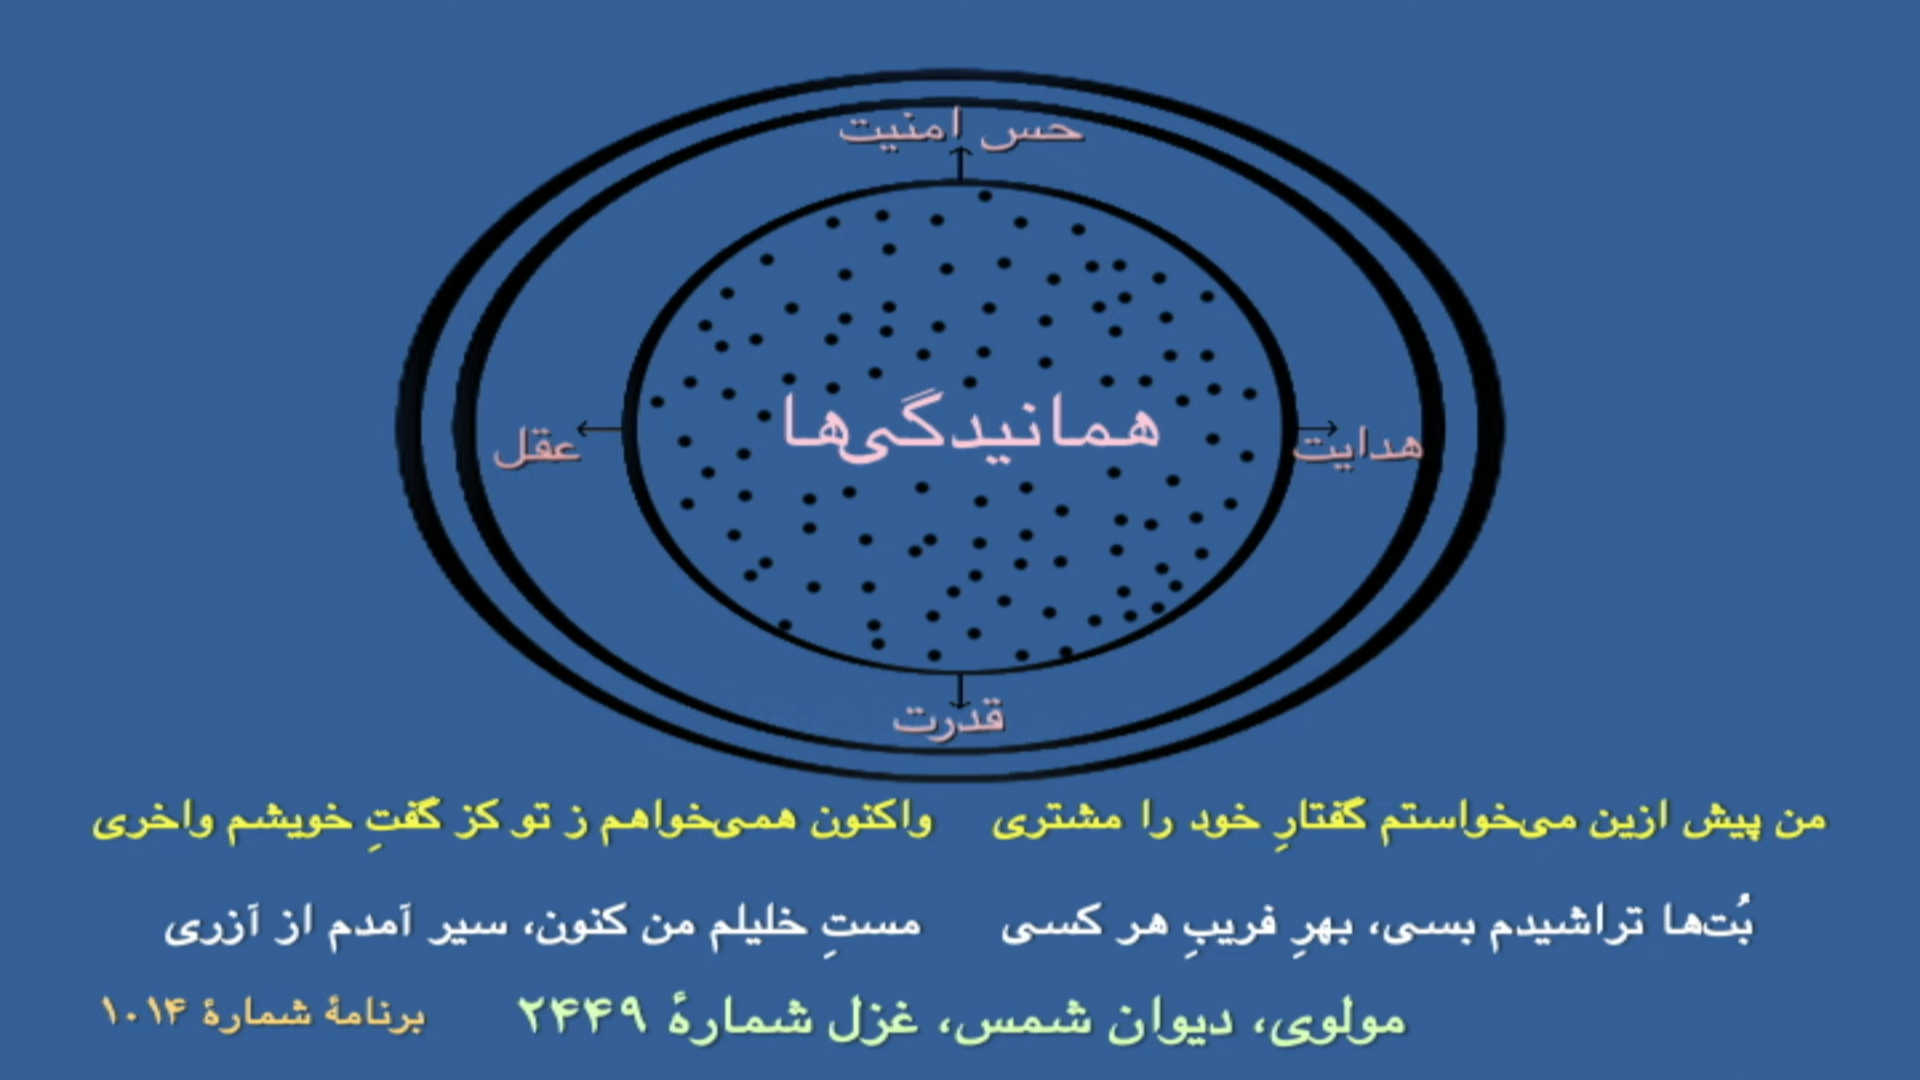 حس امنیت
همانیدگی‌ها
هدایت
عقل
قدرت
من پیش ازین می‌خواستم گفتارِ خود را مشتری    واکنون همی‌خواهم ز تو کز گفتِ خویشم واخری
بُت‌ها تراشیدم بسی، بهرِ فریبِ هر کسی    مستِ خلیلم من کنون، سیر آمدم از آزری
مولوی، دیوان شمس، غزل شمارهٔ ۲۴۴۹    برنامهٔ شمارهٔ ۱۰۱۴